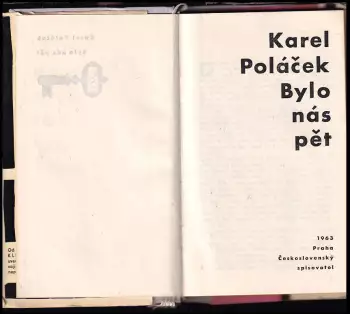 Karel
Poláček
Bylo
nás
pět
1963
Praha
Československý
spisovatel